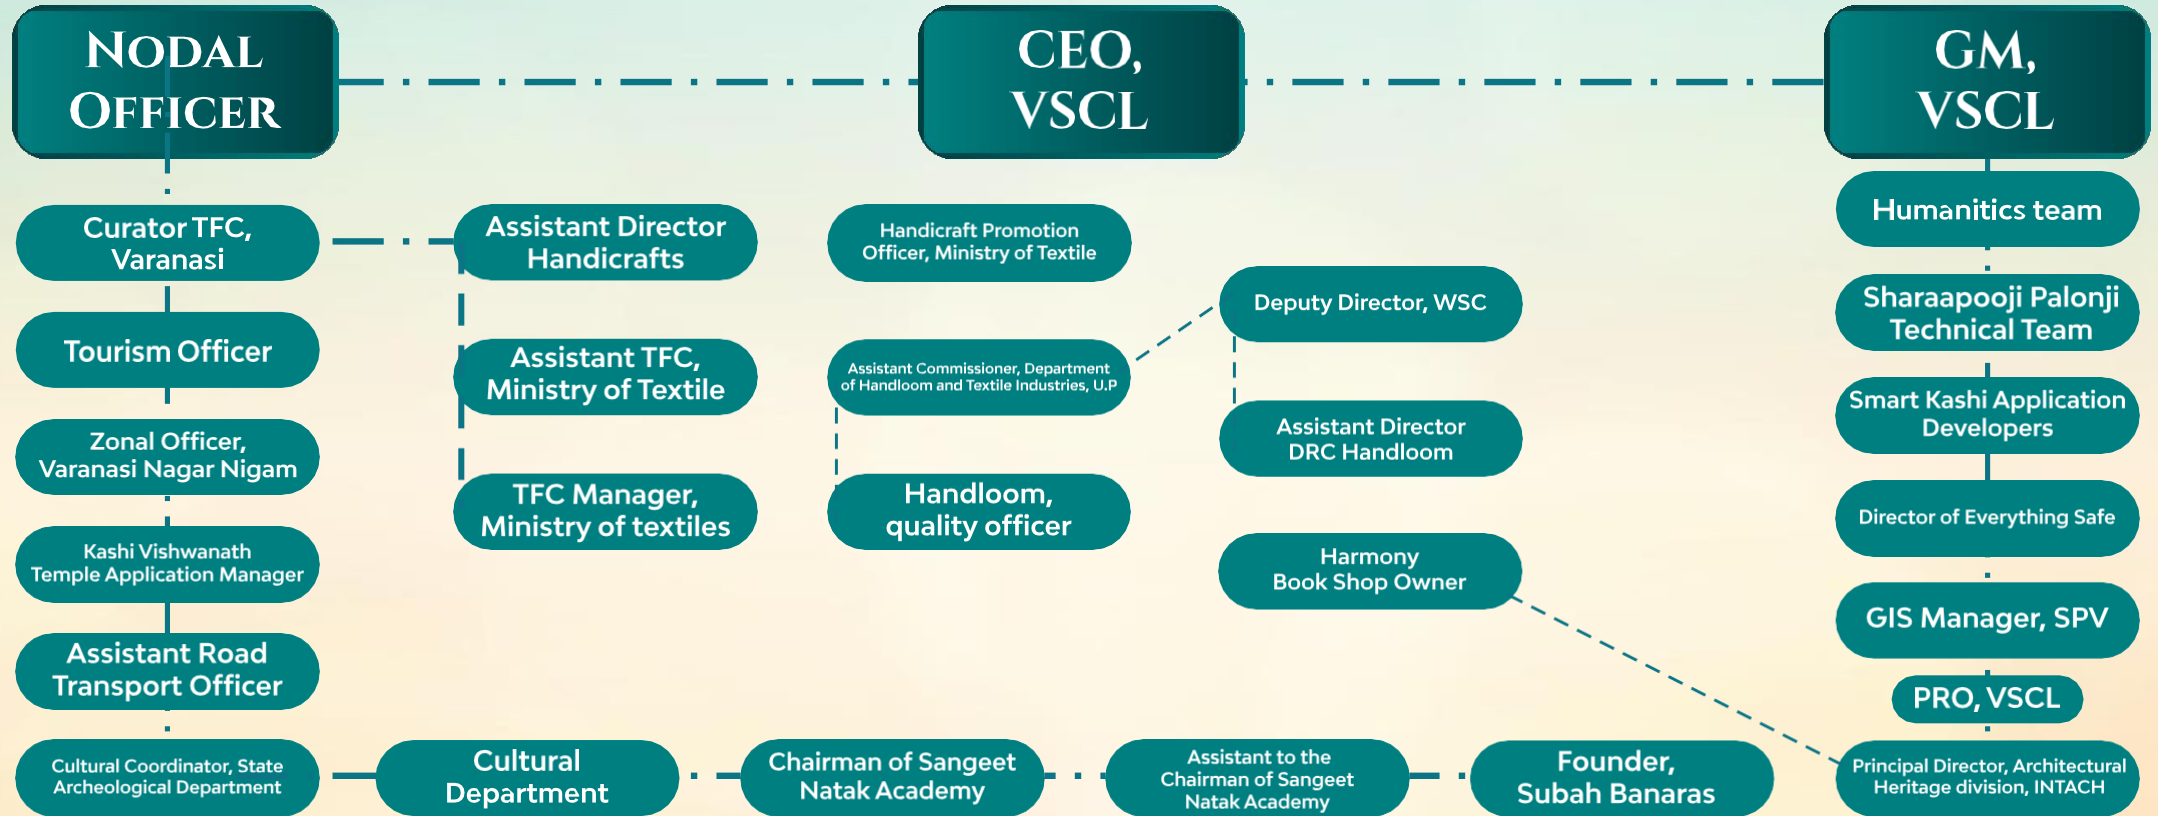 NODAL
OFFICER
CEO,
VSCL
GM,
VSCL
Curator TFC,
Varanasi
Tourism Officer
Zonal Officer,
Varanasi Nagar Nigam
Kashi Vishwanath
Temple Application Manager
Assistant Road
Transport Officer
Cultural Coordinator, State
Archeological Department
Assistant Director
Handicrafts
Assistant TFC,
Ministry of Textile
TFC Manager,
Ministry of textiles
Handicraft Promotion
Officer, Ministry of Textile
Assistant Commissioner, Department
of Handloom and Textile Industries, U.P
Handloom,
quality officer
Deputy Director, WSC
Assistant Director
DRC Handloom
Harmony
Book Shop Owner
Cultural
Department
Chairman of Sangeet
Natak Academy
Assistant to the
Chairman of Sangeet
Natak Academy
Founder,
Subah Banaras
Humanitics team
Sharaapooji Palonji
Technical Team
Smart Kashi Application
Developers
Director of Everything Safe
GIS Manager, SPV
PRO, VSCL
Principal Director, Architectural
Heritage division, INTACH